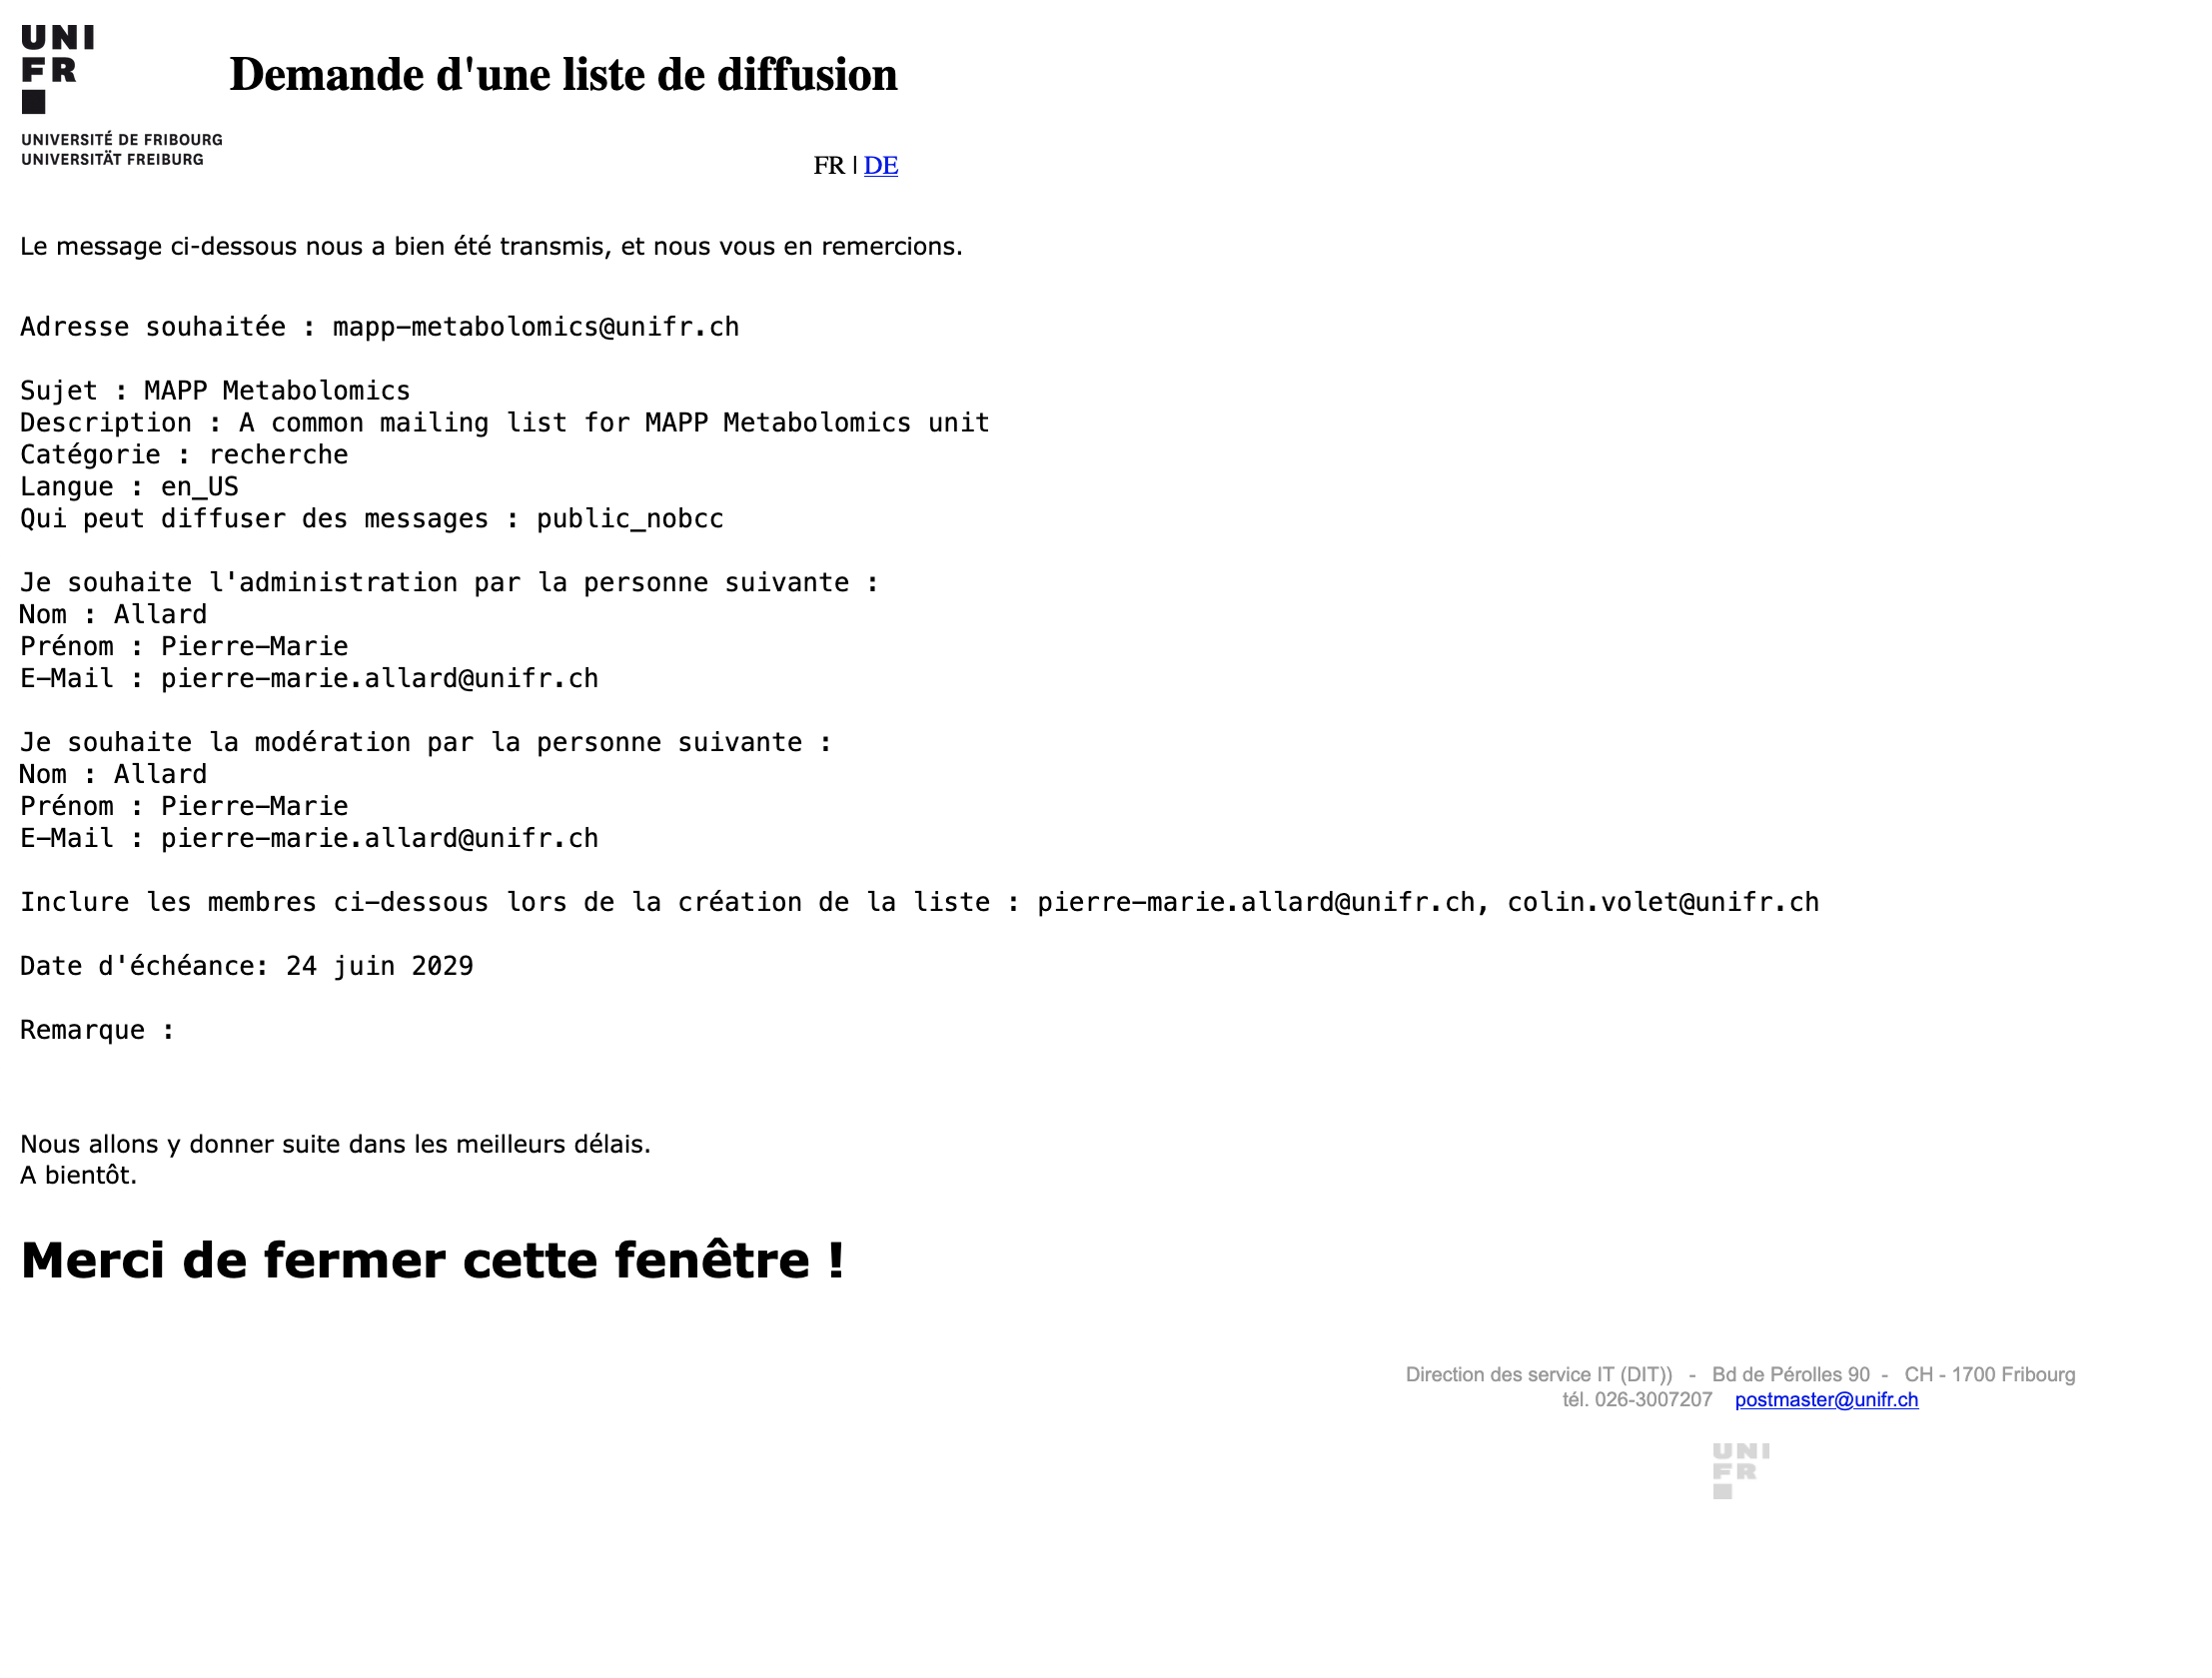 UNI
FR
UNIVERSITÉ DE FRIBOURG
UNIVERSITÄT FREIBURG
Demande d'une liste de diffusion
FR | DE
Le message ci-dessous nous a bien été transmis, et nous vous en remercions.
Adresse souhaitée : mapp-metabolomics@unifr.ch
Sujet : MAPP Metabolomics
Description : A common mailing list for MAPP Metabolomics unit
Catégorie : recherche
Langue : en_US
Qui peut diffuser des messages : public_nobcc
Je souhaite l'administration par la personne suivante :
Nom : Allard
Prénom : Pierre-Marie
E-Mail : pierre-marie.allard@unifr.ch
Je souhaite la modération par la personne suivante :
Nom : Allard
Prénom : Pierre-Marie
E-Mail : pierre-marie.allard@unifr.ch
Inclure les membres ci-dessous lors de la création de la liste : pierre-marie.allard@unifr.ch, colin.volet@unifr.ch
Date d'échéance: 24 juin 2029
Remarque :
Nous allons y donner suite dans les meilleurs délais.
A bientôt.
Merci de fermer cette fenêtre !
Direction des service IT (DIT)) - Bd de Pérolles 90 - CH - 1700 Fribourg
tél. 026-3007207 postmaster@unifr.ch
UNI
FR